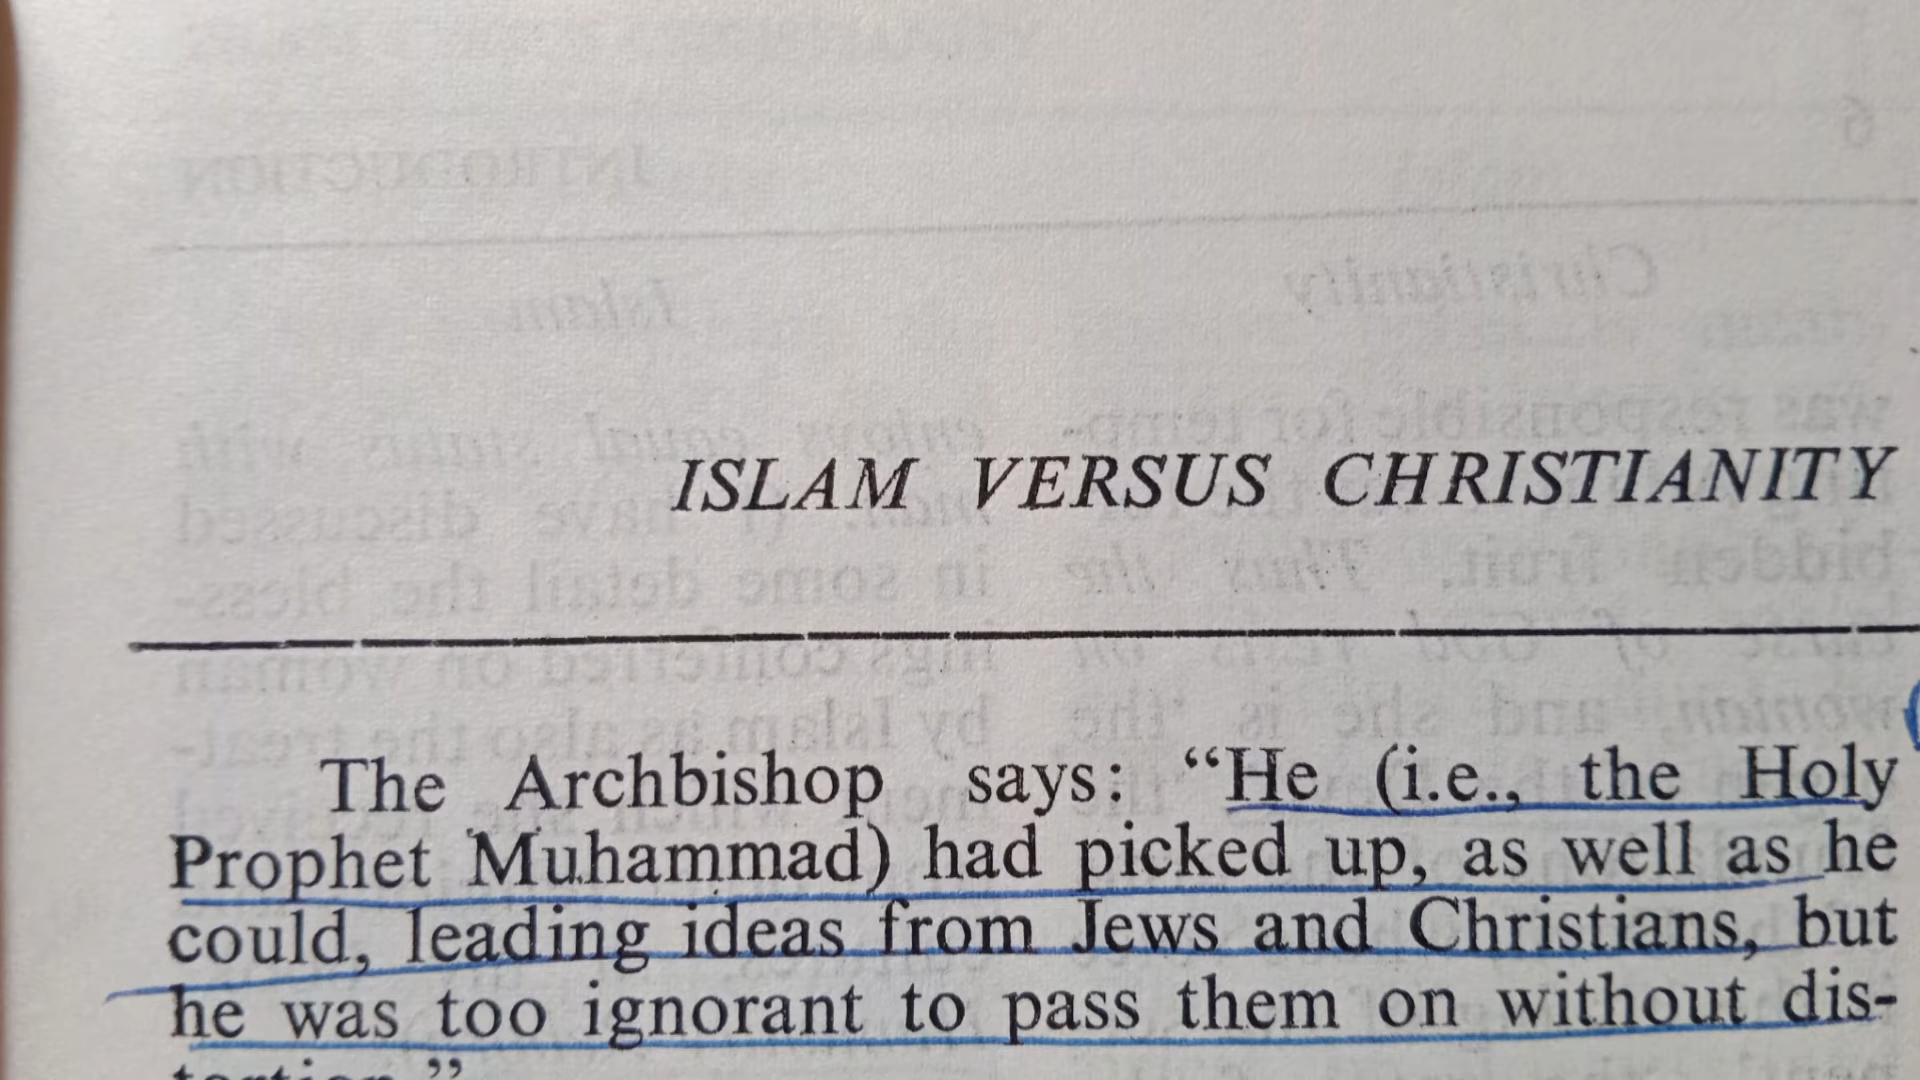 ISLAM VERSUS CHRISTIANITY
The Archbishop says: “He (i.e., the Holy
Prophet Muhammad) had picked up, as well as he
could, leading ideas from Jews and Christians, but
he was too ignorant to pass them on without dis-
tortion.”